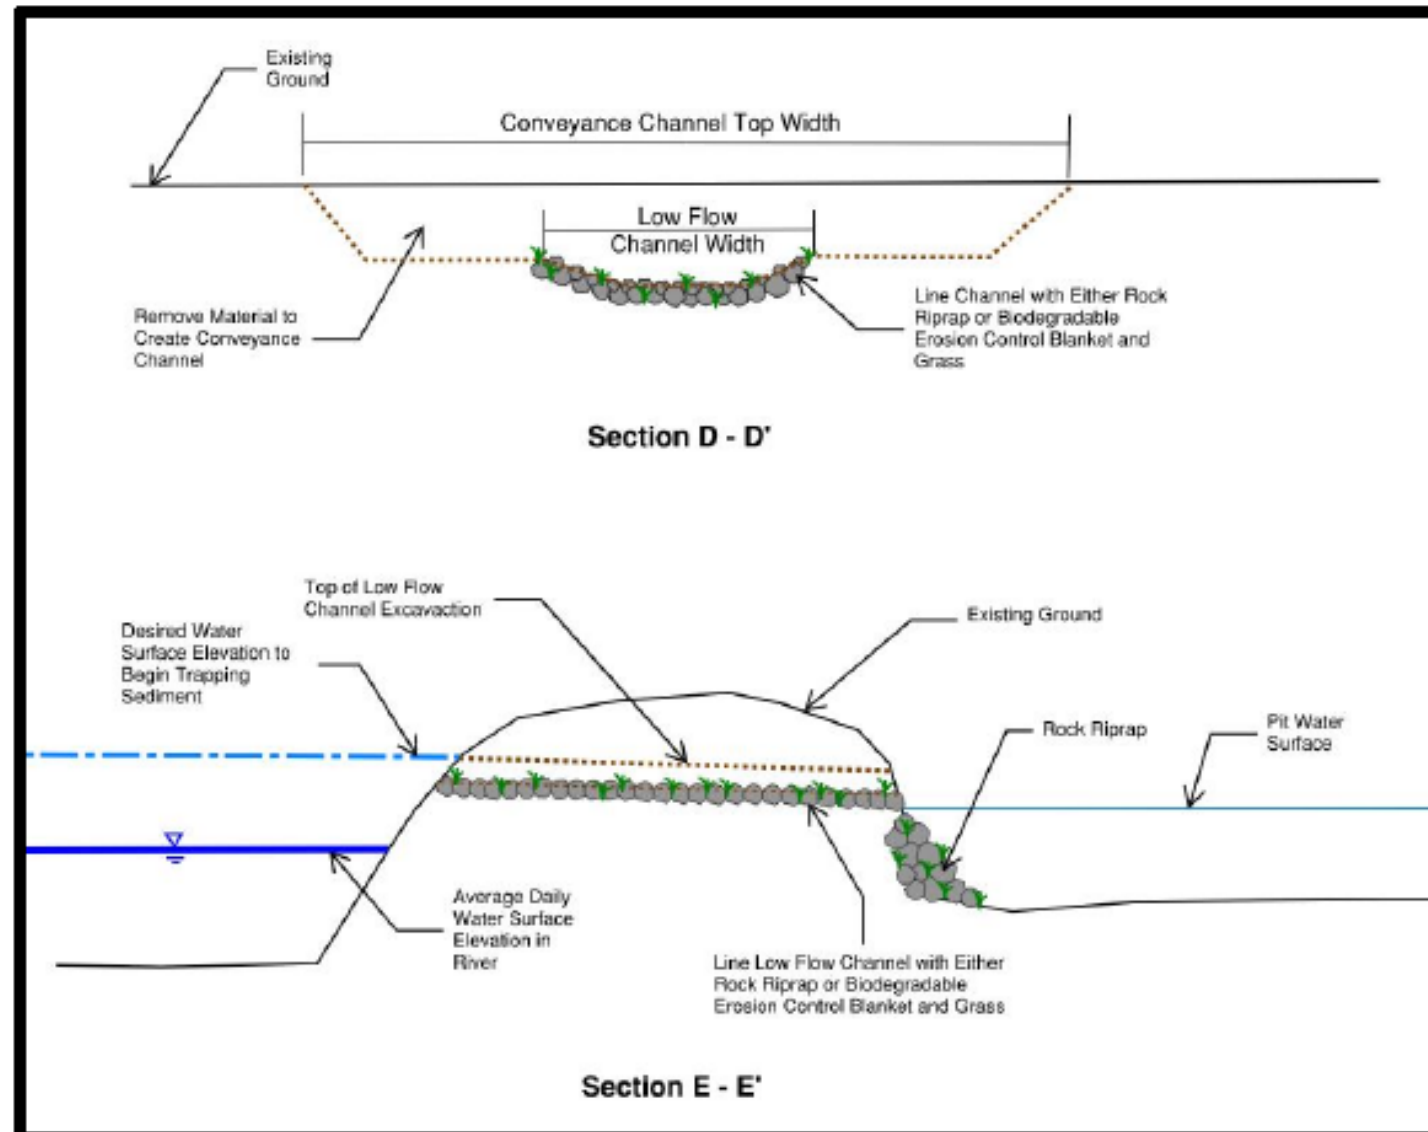 Existing
Ground
Conveyance Channel Top Width
Low Flow
Channel Width
Remove Material to
Create Conveyance
Channel
Line Channel with Either Rock
Riprap or Biodegradable
Erosion Control Blanket and
Grass
Section D - D'
Top of Low Flow
Channel Excavaction
Existing Ground
Desired Water
Surface Elevation to
Begin Trapping
Sediment
Rock Riprap
Pit Water
Surface
Average Daily
Water Surface
Elevation in
River
Line Low Flow Channel with Either
Rock Riprap or Biodegradable
Erosion Control Blanket and Grass
Section E - E'